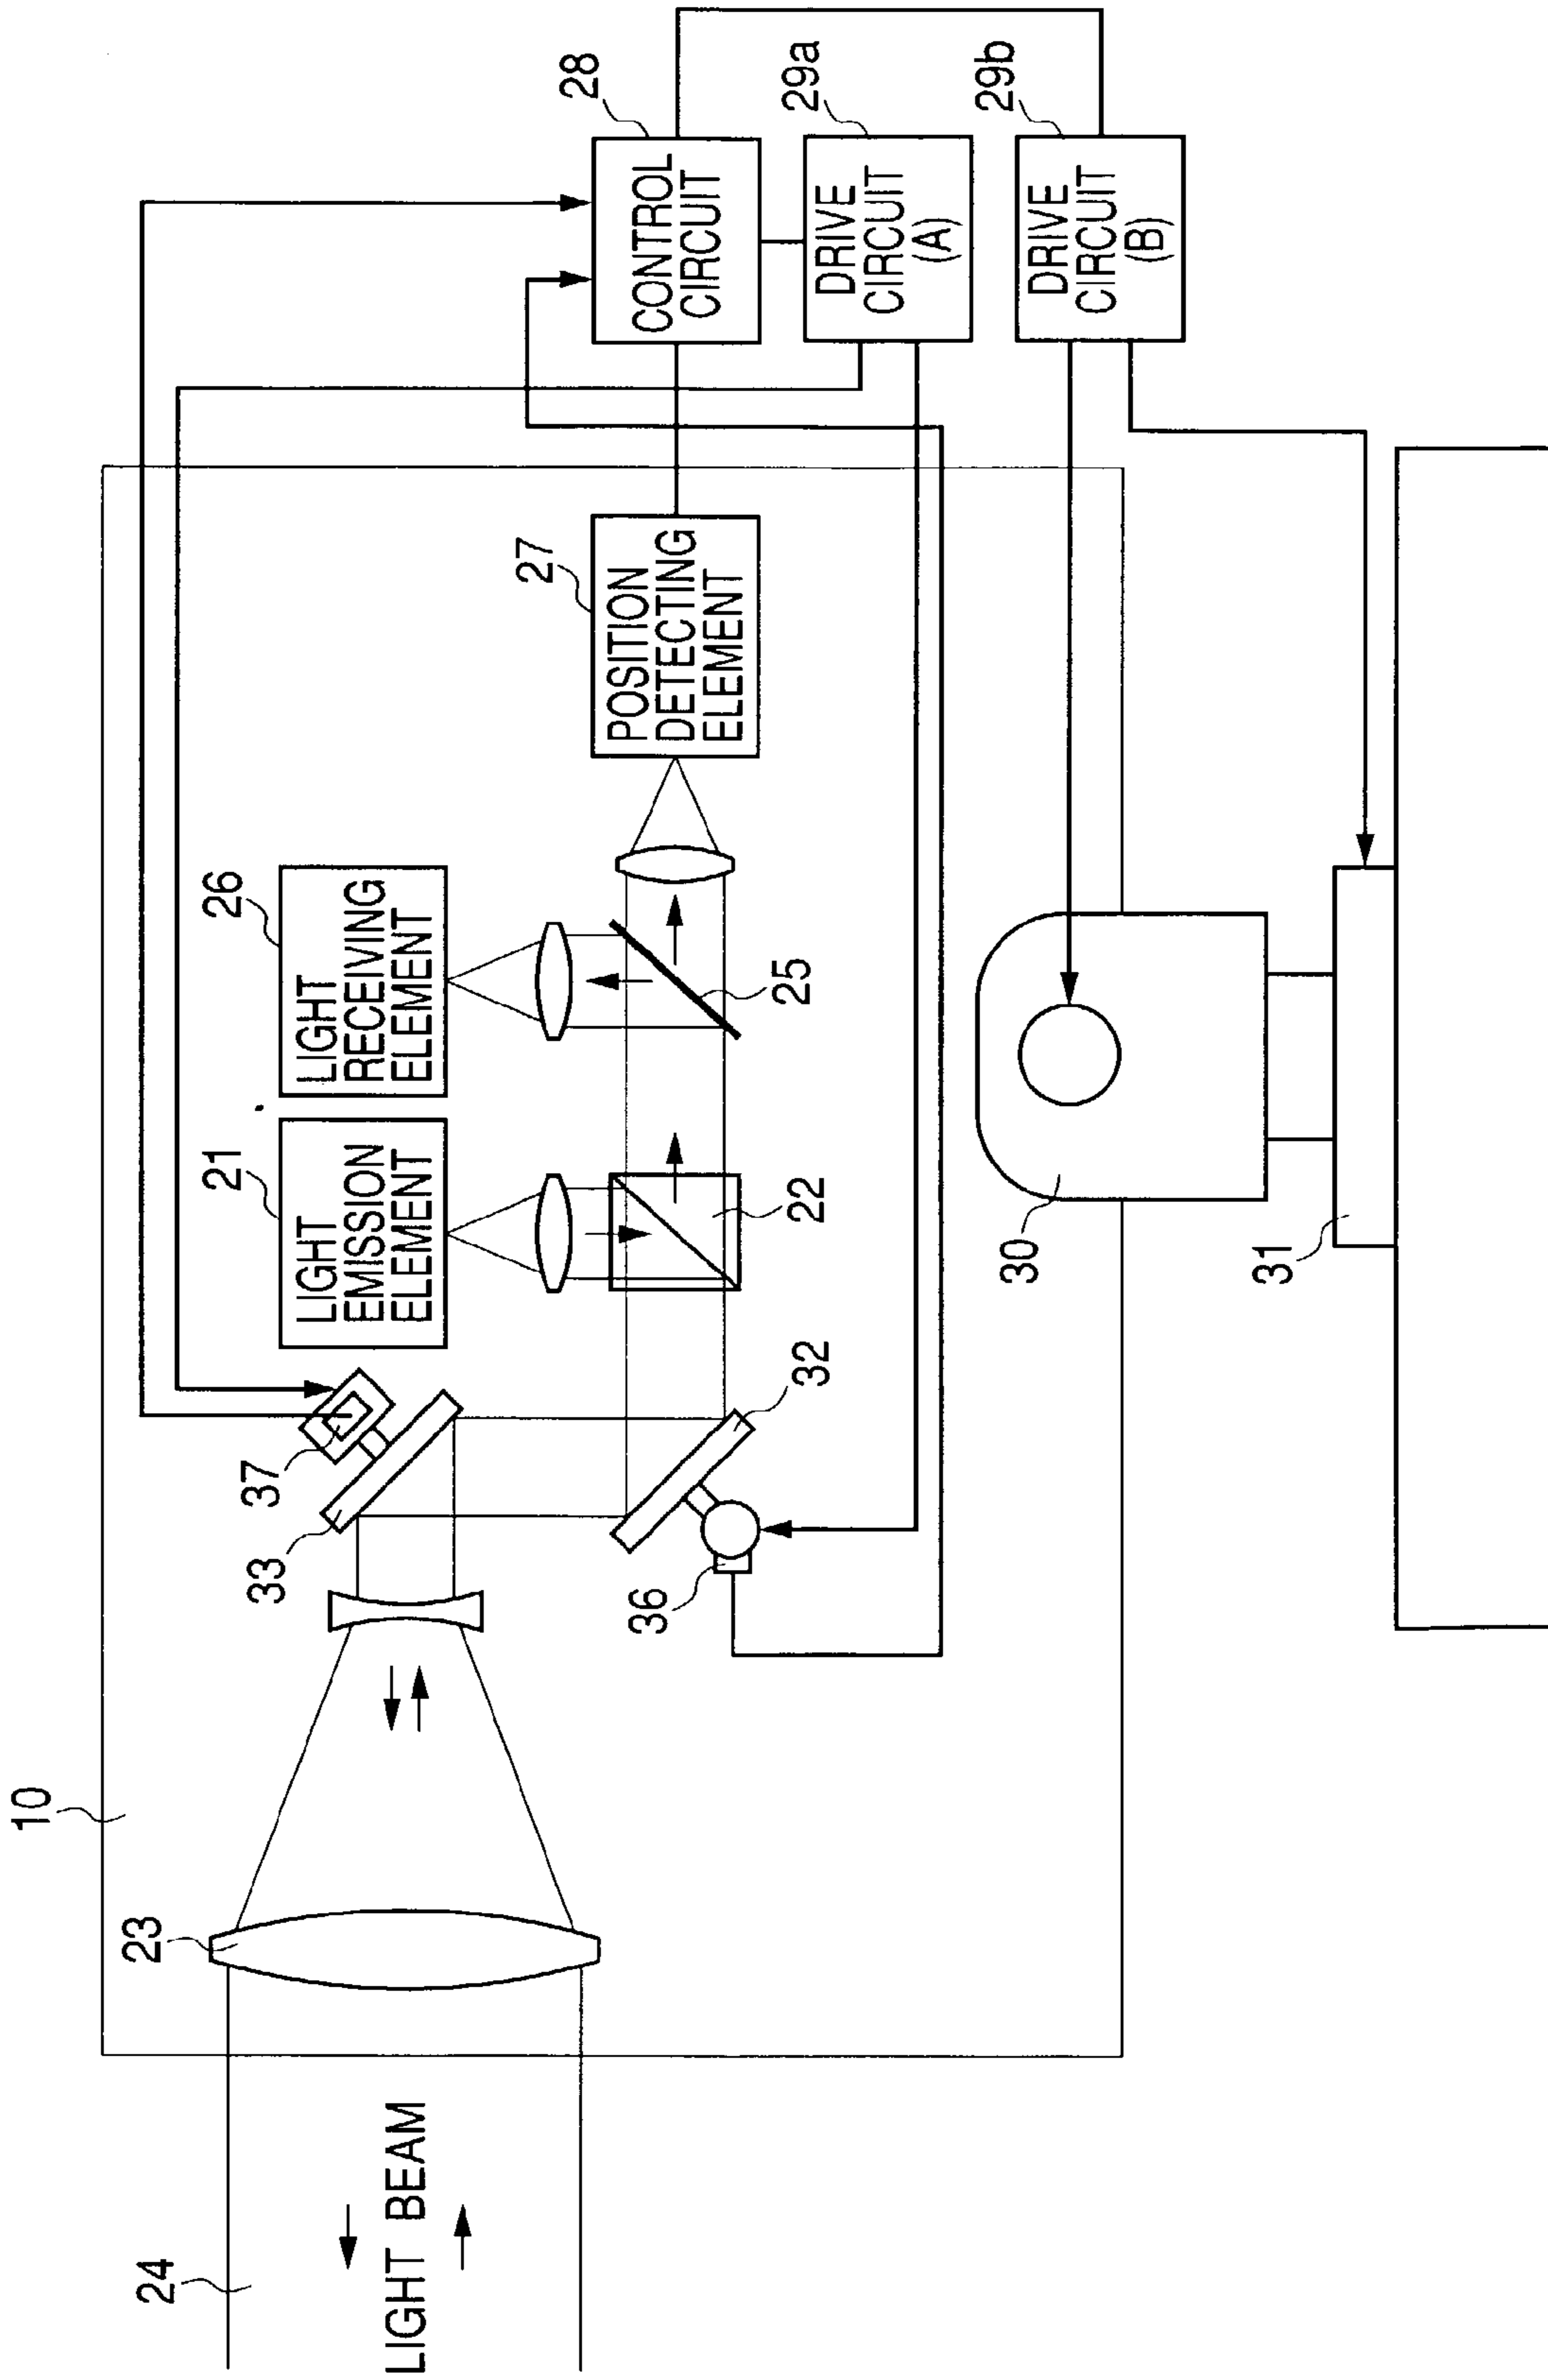 10
24
LIGHT BEAM
23
33
37
36
32
21
LIGHT
EMISSION
ELEMENT
22
26
LIGHT
RECEIVING
ELEMENT
25
27
POSITION
DETECTING
ELEMENT
28
CONTROL
CIRCUIT
29a
DRIVE
CIRCUIT
(A)
29b
DRIVE
CIRCUIT
(B)
30
31